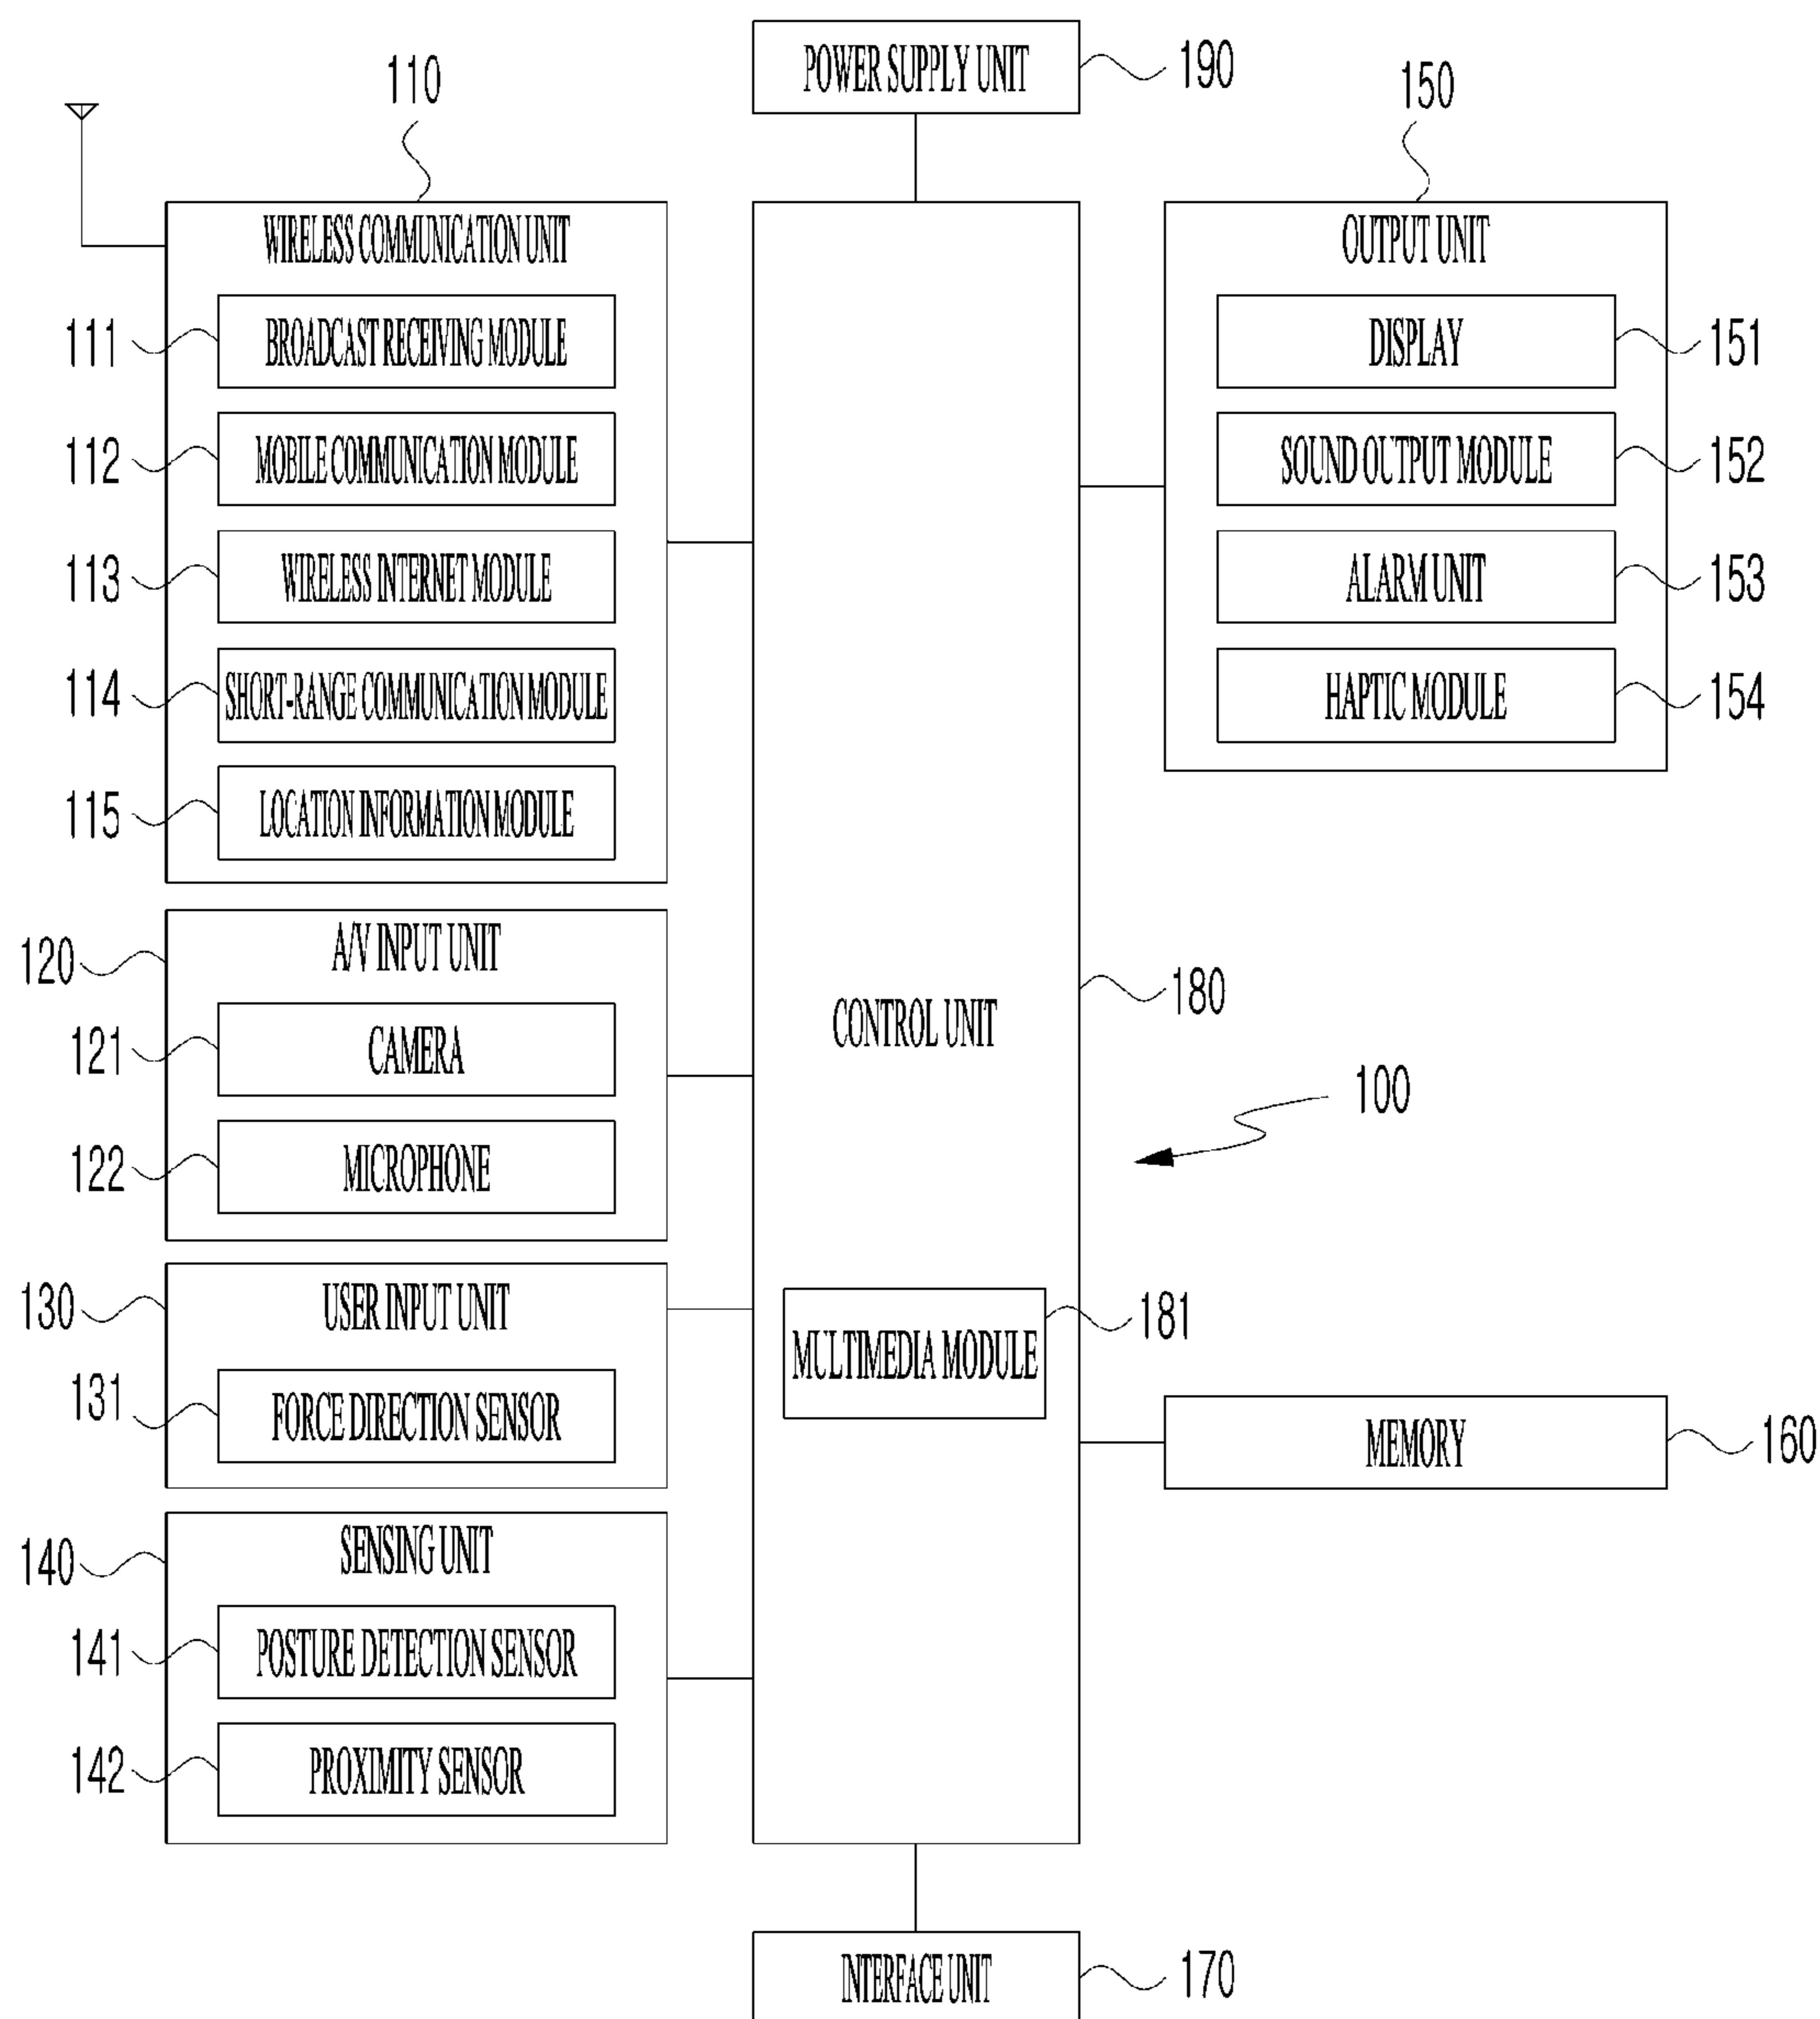 POWER SUPPLY UNIT
190
110
150
WIRELESS COMMUNICATION UNIT
111
BROADCAST RECEIVING MODULE
112
MOBILE COMMUNICATION MODULE
113
WIRELESS INTERNET MODULE
114
SHORT-RANGE COMMUNICATION MODULE
115
LOCATION INFORMATION MODULE
120
A/V INPUT UNIT
121
CAMERA
122
MICROPHONE
130
USER INPUT UNIT
131
FORCE DIRECTION SENSOR
140
SENSING UNIT
141
POSTURE DETECTION SENSOR
142
PROXIMITY SENSOR
CONTROL UNIT
180
100
MULTIMEDIA MODULE
181
OUTPUT UNIT
DISPLAY
151
SOUND OUTPUT MODULE
152
ALARM UNIT
153
HAPTIC MODULE
154
MEMORY
160
INTERFACE UNIT
170